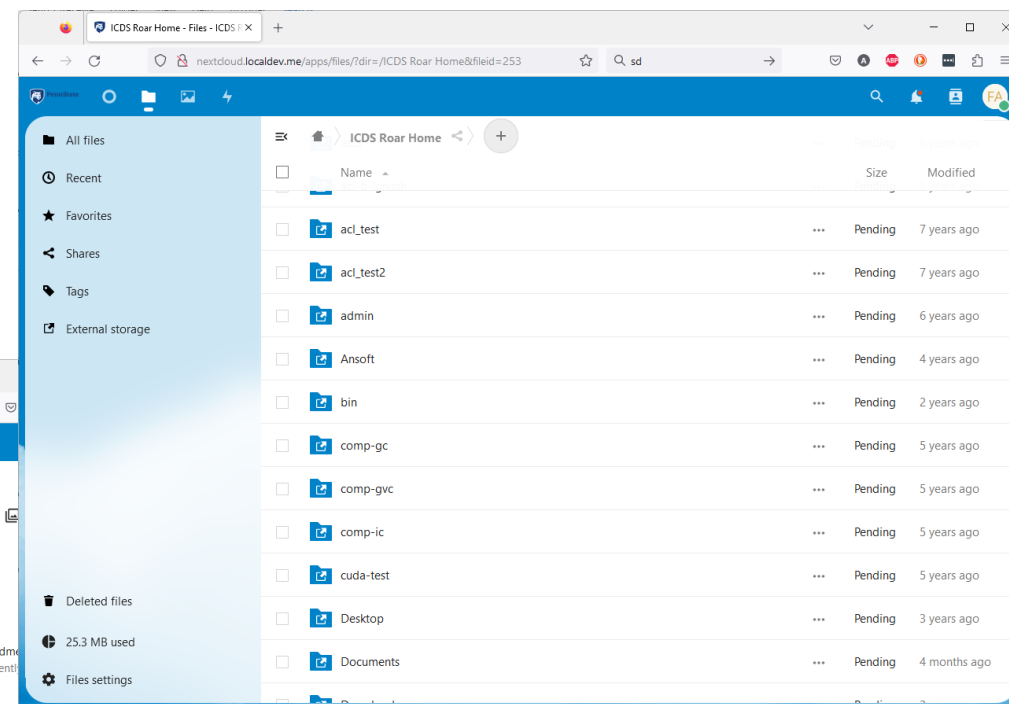 ICDS Roar Home - Files - ICDS
nextcloud.localdev.me/apps/files/?dir=/ICDS Roar Home&fileid=253
sd
ABP
FA
All files
Recent
Favorites
Shares
Tags
External storage
ICDS Roar Home
Name Size Modified
acl_test Pending 7 years ago
acl_test2 Pending 7 years ago
admin Pending 6 years ago
Ansoft Pending 4 years ago
bin Pending 2 years ago
comp-gc Pending 5 years ago
comp-gvc Pending 5 years ago
comp-ic Pending 5 years ago
cuda-test Pending 5 years ago
Desktop Pending 3 years ago
Documents Pending 4 months ago
Deleted files
25.3 MB used
Files settings